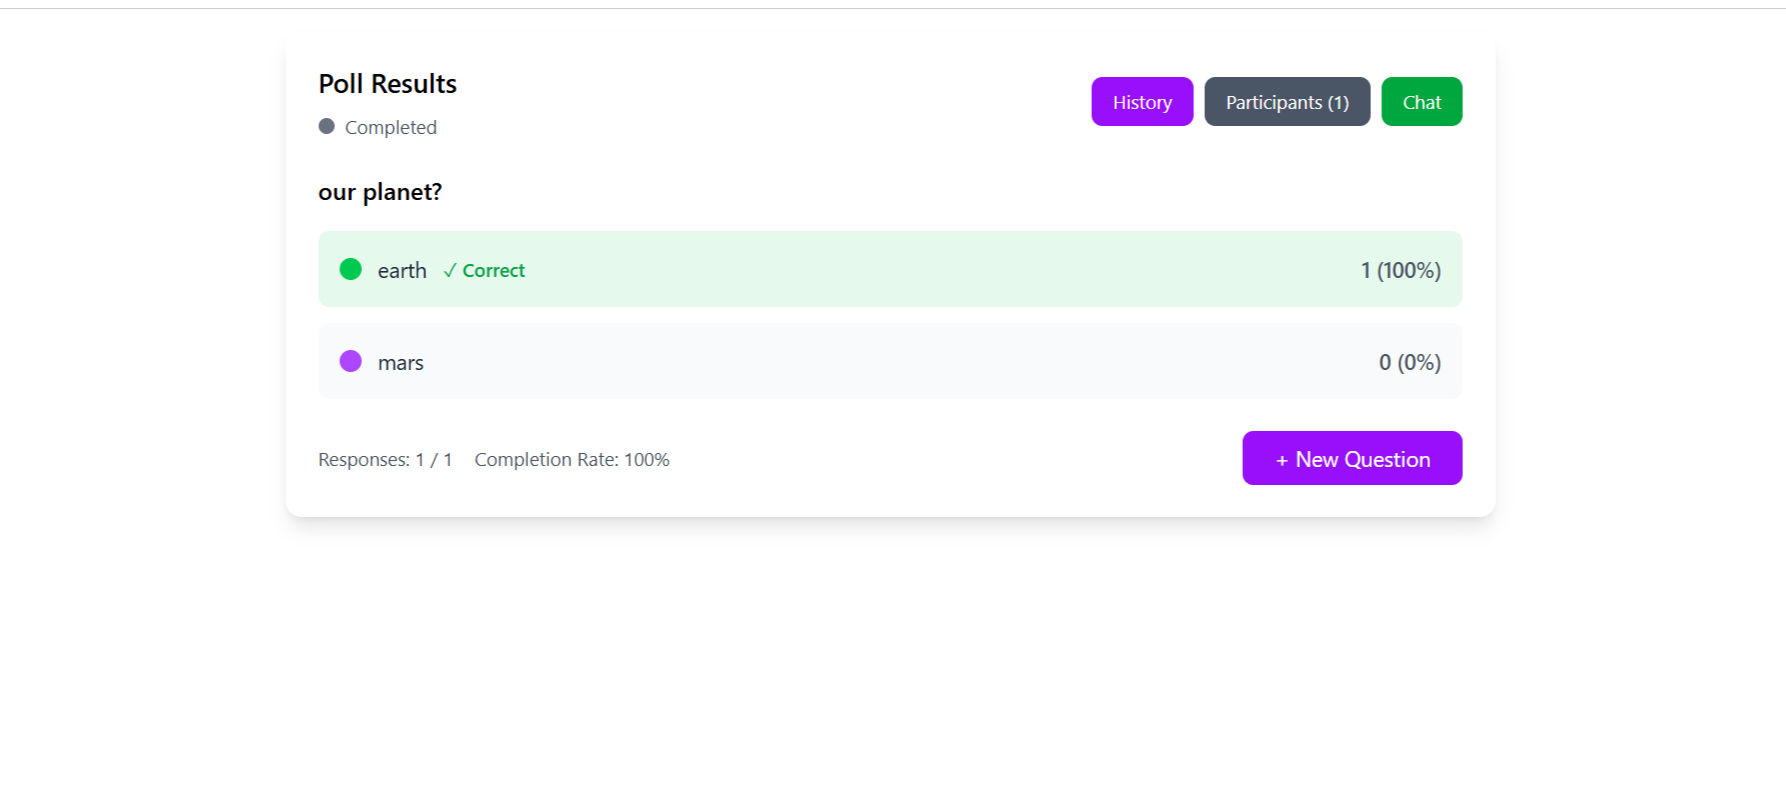 Poll Results
Completed
History
Participants (1)
Chat
our planet?
earth ✓ Correct 1 (100%)
mars 0 (0%)
Responses: 1 / 1 Completion Rate: 100%
+ New Question